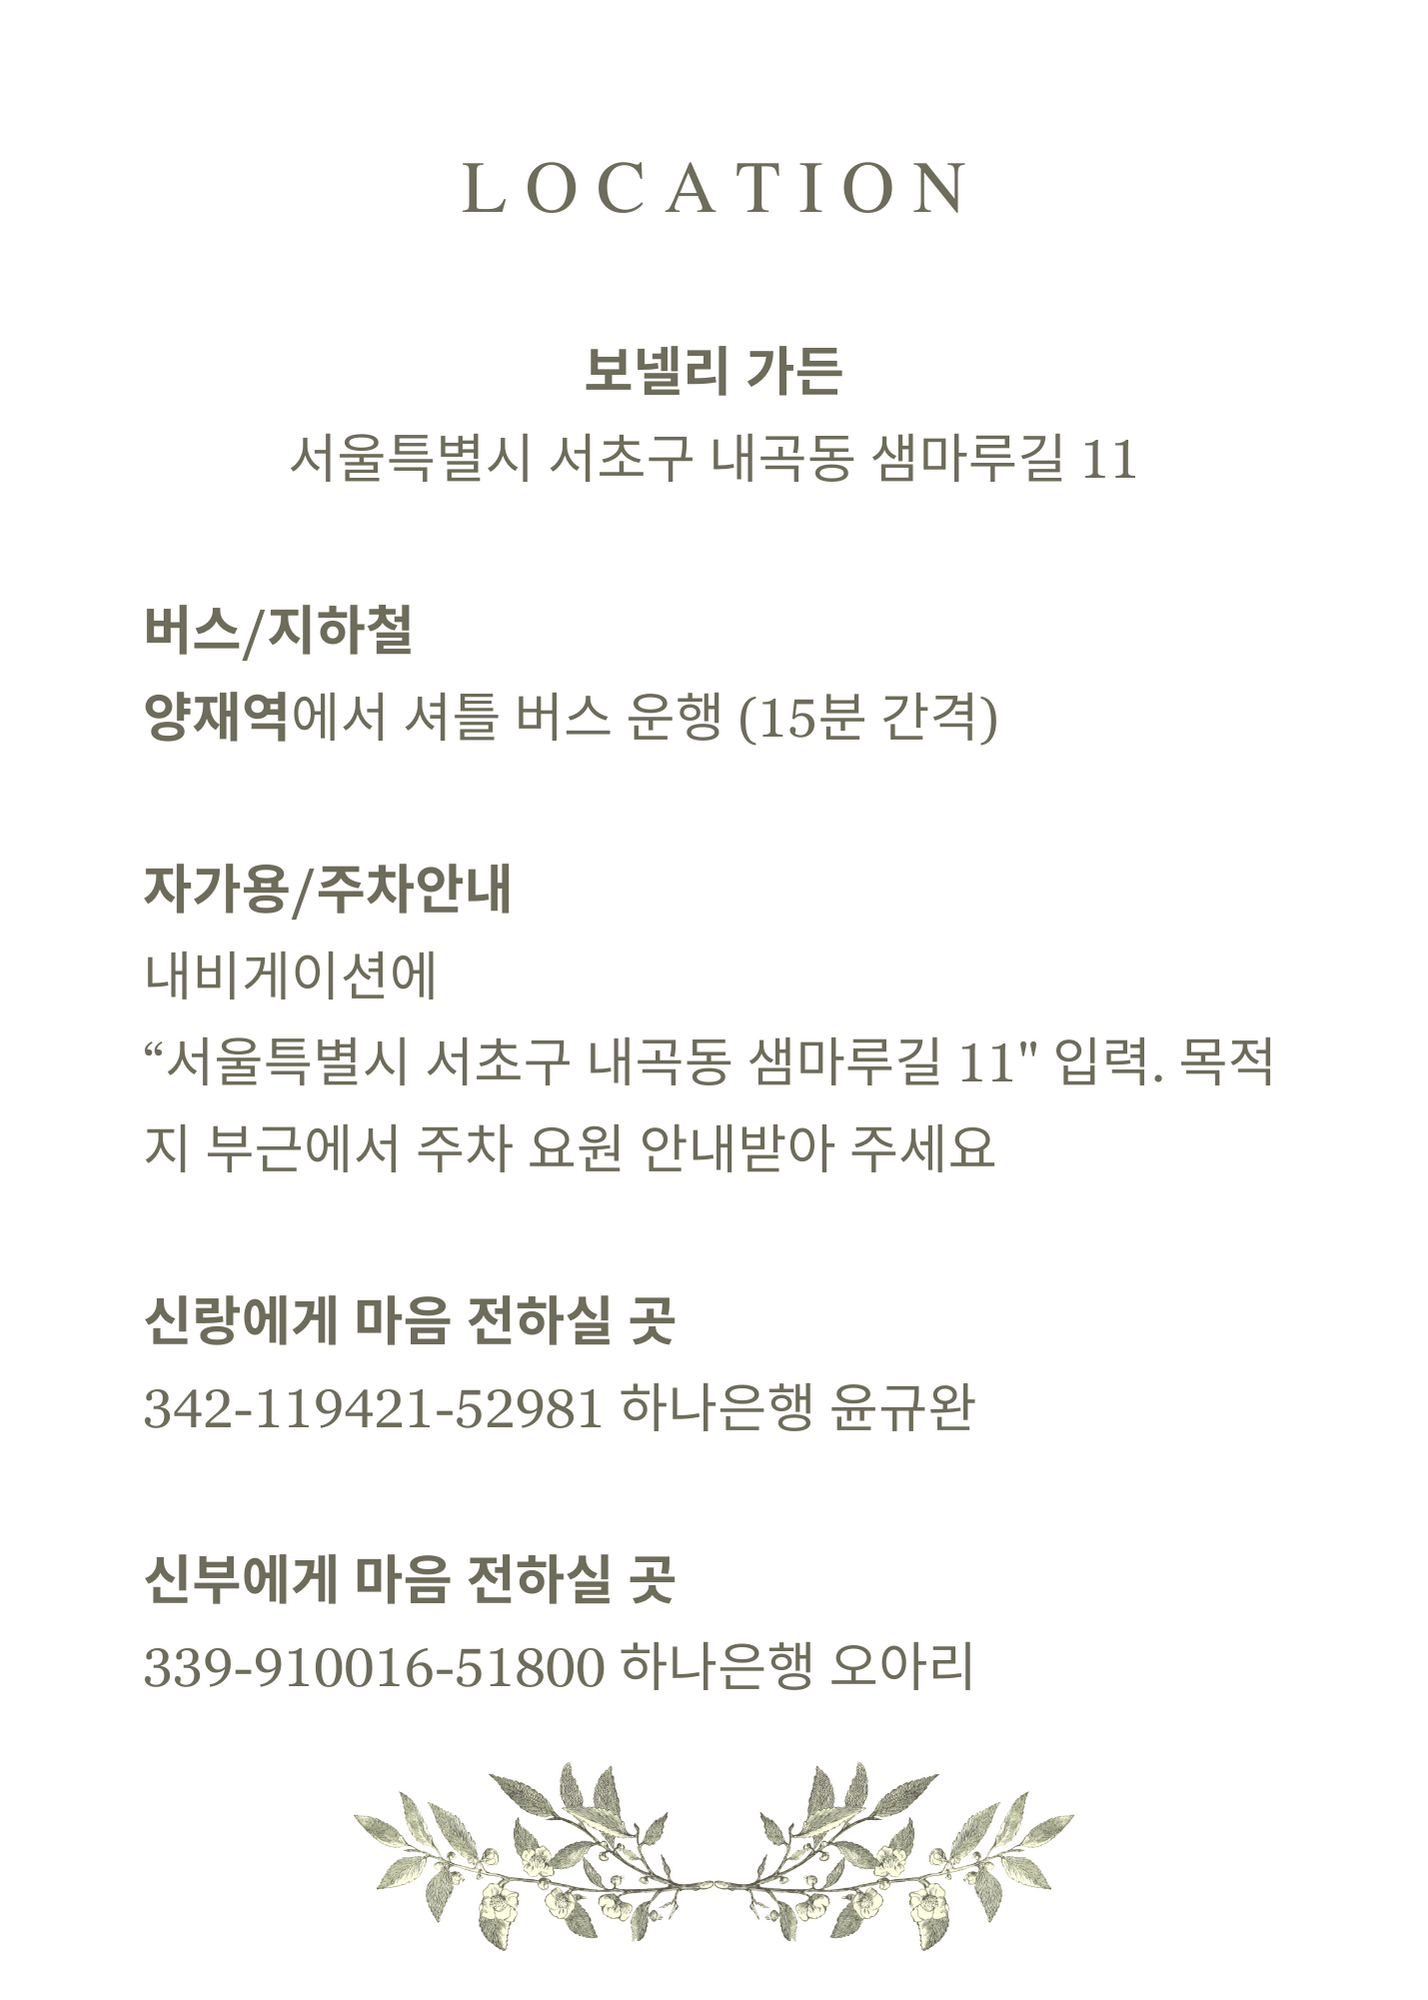 LOCATION
보넬리 가든
서울특별시 서초구 내곡동 샘마루길 11
버스/지하철
양재역에서 셔틀 버스 운행 (15분 간격)
자가용/주차안내
내비게이션에
“서울특별시 서초구 내곡동 샘마루길 11" 입력. 목적
지 부근에서 주차 요원 안내받아 주세요
신랑에게 마음 전하실 곳
342-119421-52981 하나은행 윤규완
신부에게 마음 전하실 곳
339-910016-51800 하나은행 오아리